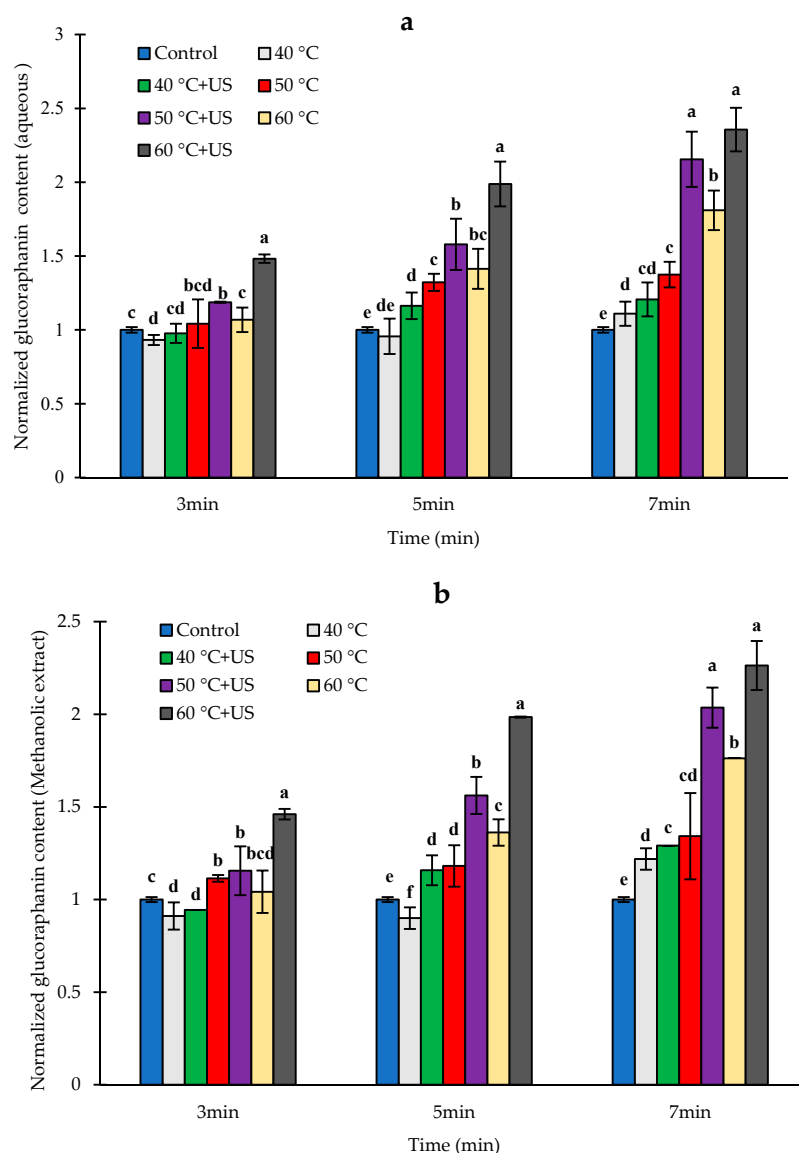 a
Normalized glucoraphanin content (aqueous )
3
2.5
2
1.5
1
0.5
0
Control
40 °C
40 °C+US
50 °C
50 °C+US
60 °C
60 °C+US
c
d
cd
bcd
b
c
a
e
de
d
c
b
bc
a
e
d
cd
c
a
b
a
3min
5min
7min
Time (min)
b
Normalized glucoraphanin content (Methanolic extract)
2.5
2
1.5
1
0.5
0
Control
40 °C
40 °C+US
50 °C
50 °C+US
60 °C
60 °C+US
c
d
d
b
b
bcd
a
e
f
d
d
b
c
a
e
d
c
cd
a
b
a
3min
5min
7min
Time (min)